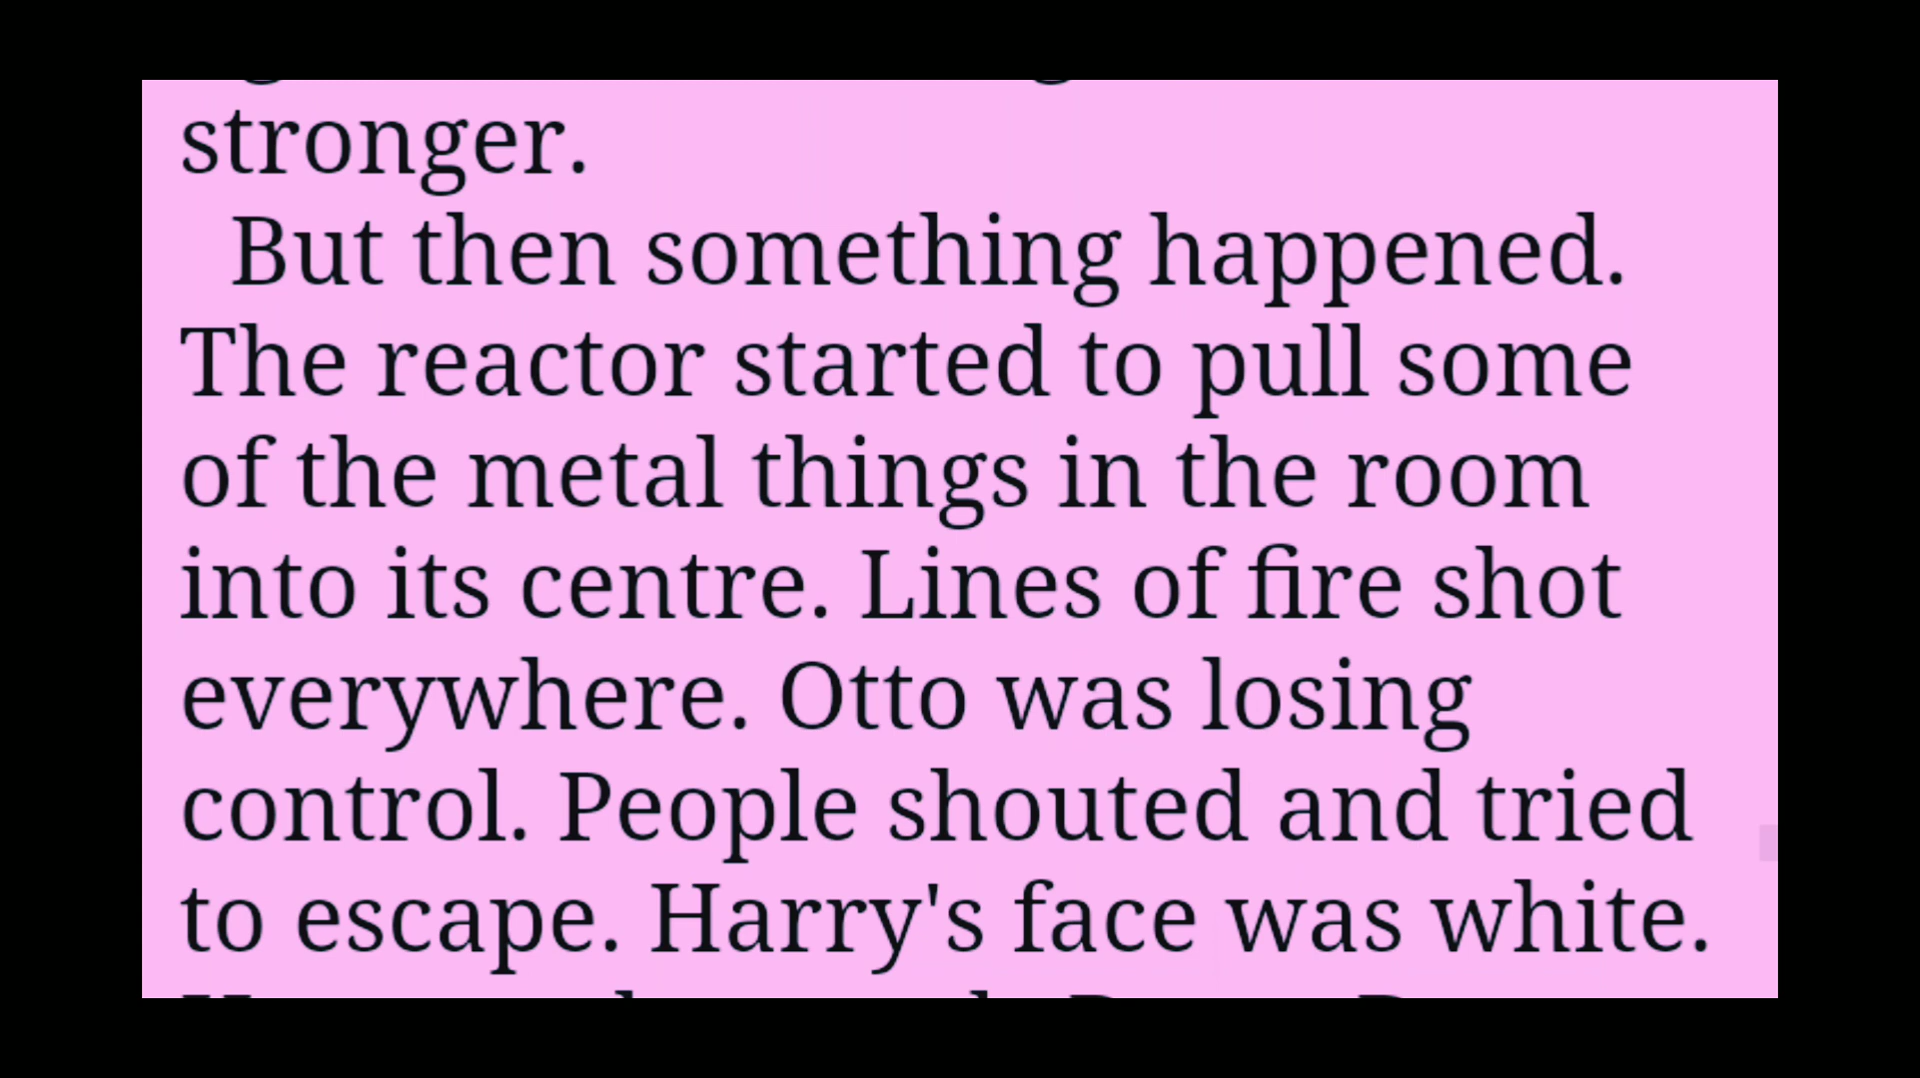 stronger.
But then something happened.
The reactor started to pull some
of the metal things in the room
into its centre. Lines of fire shot
everywhere. Otto was losing
control. People shouted and tried
to escape. Harry's face was white.